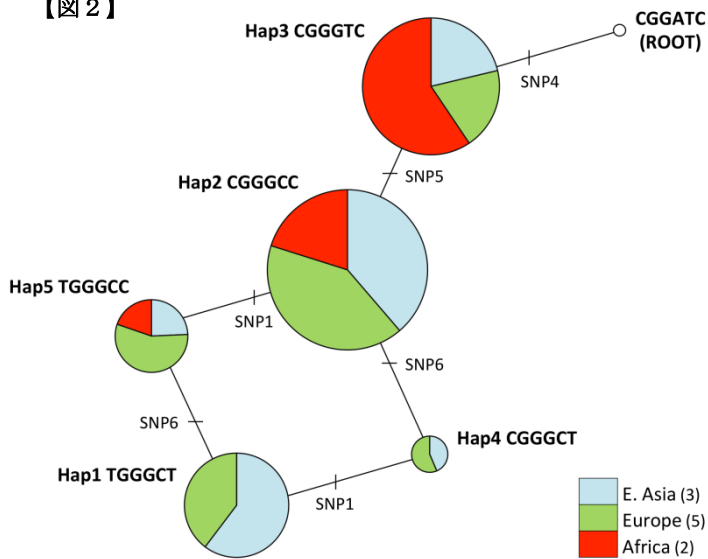 【図２】
Hap3 CGGGTC
CGGATC
(ROOT)
SNP4
SNP5
Hap2 CGGGCC
Hap5 TGGGCC
SNP1
SNP6
SNP6
Hap4 CGGGCT
Hap1 TGGGCT
SNP1
E. Asia (3)
Europe (5)
Africa (2)